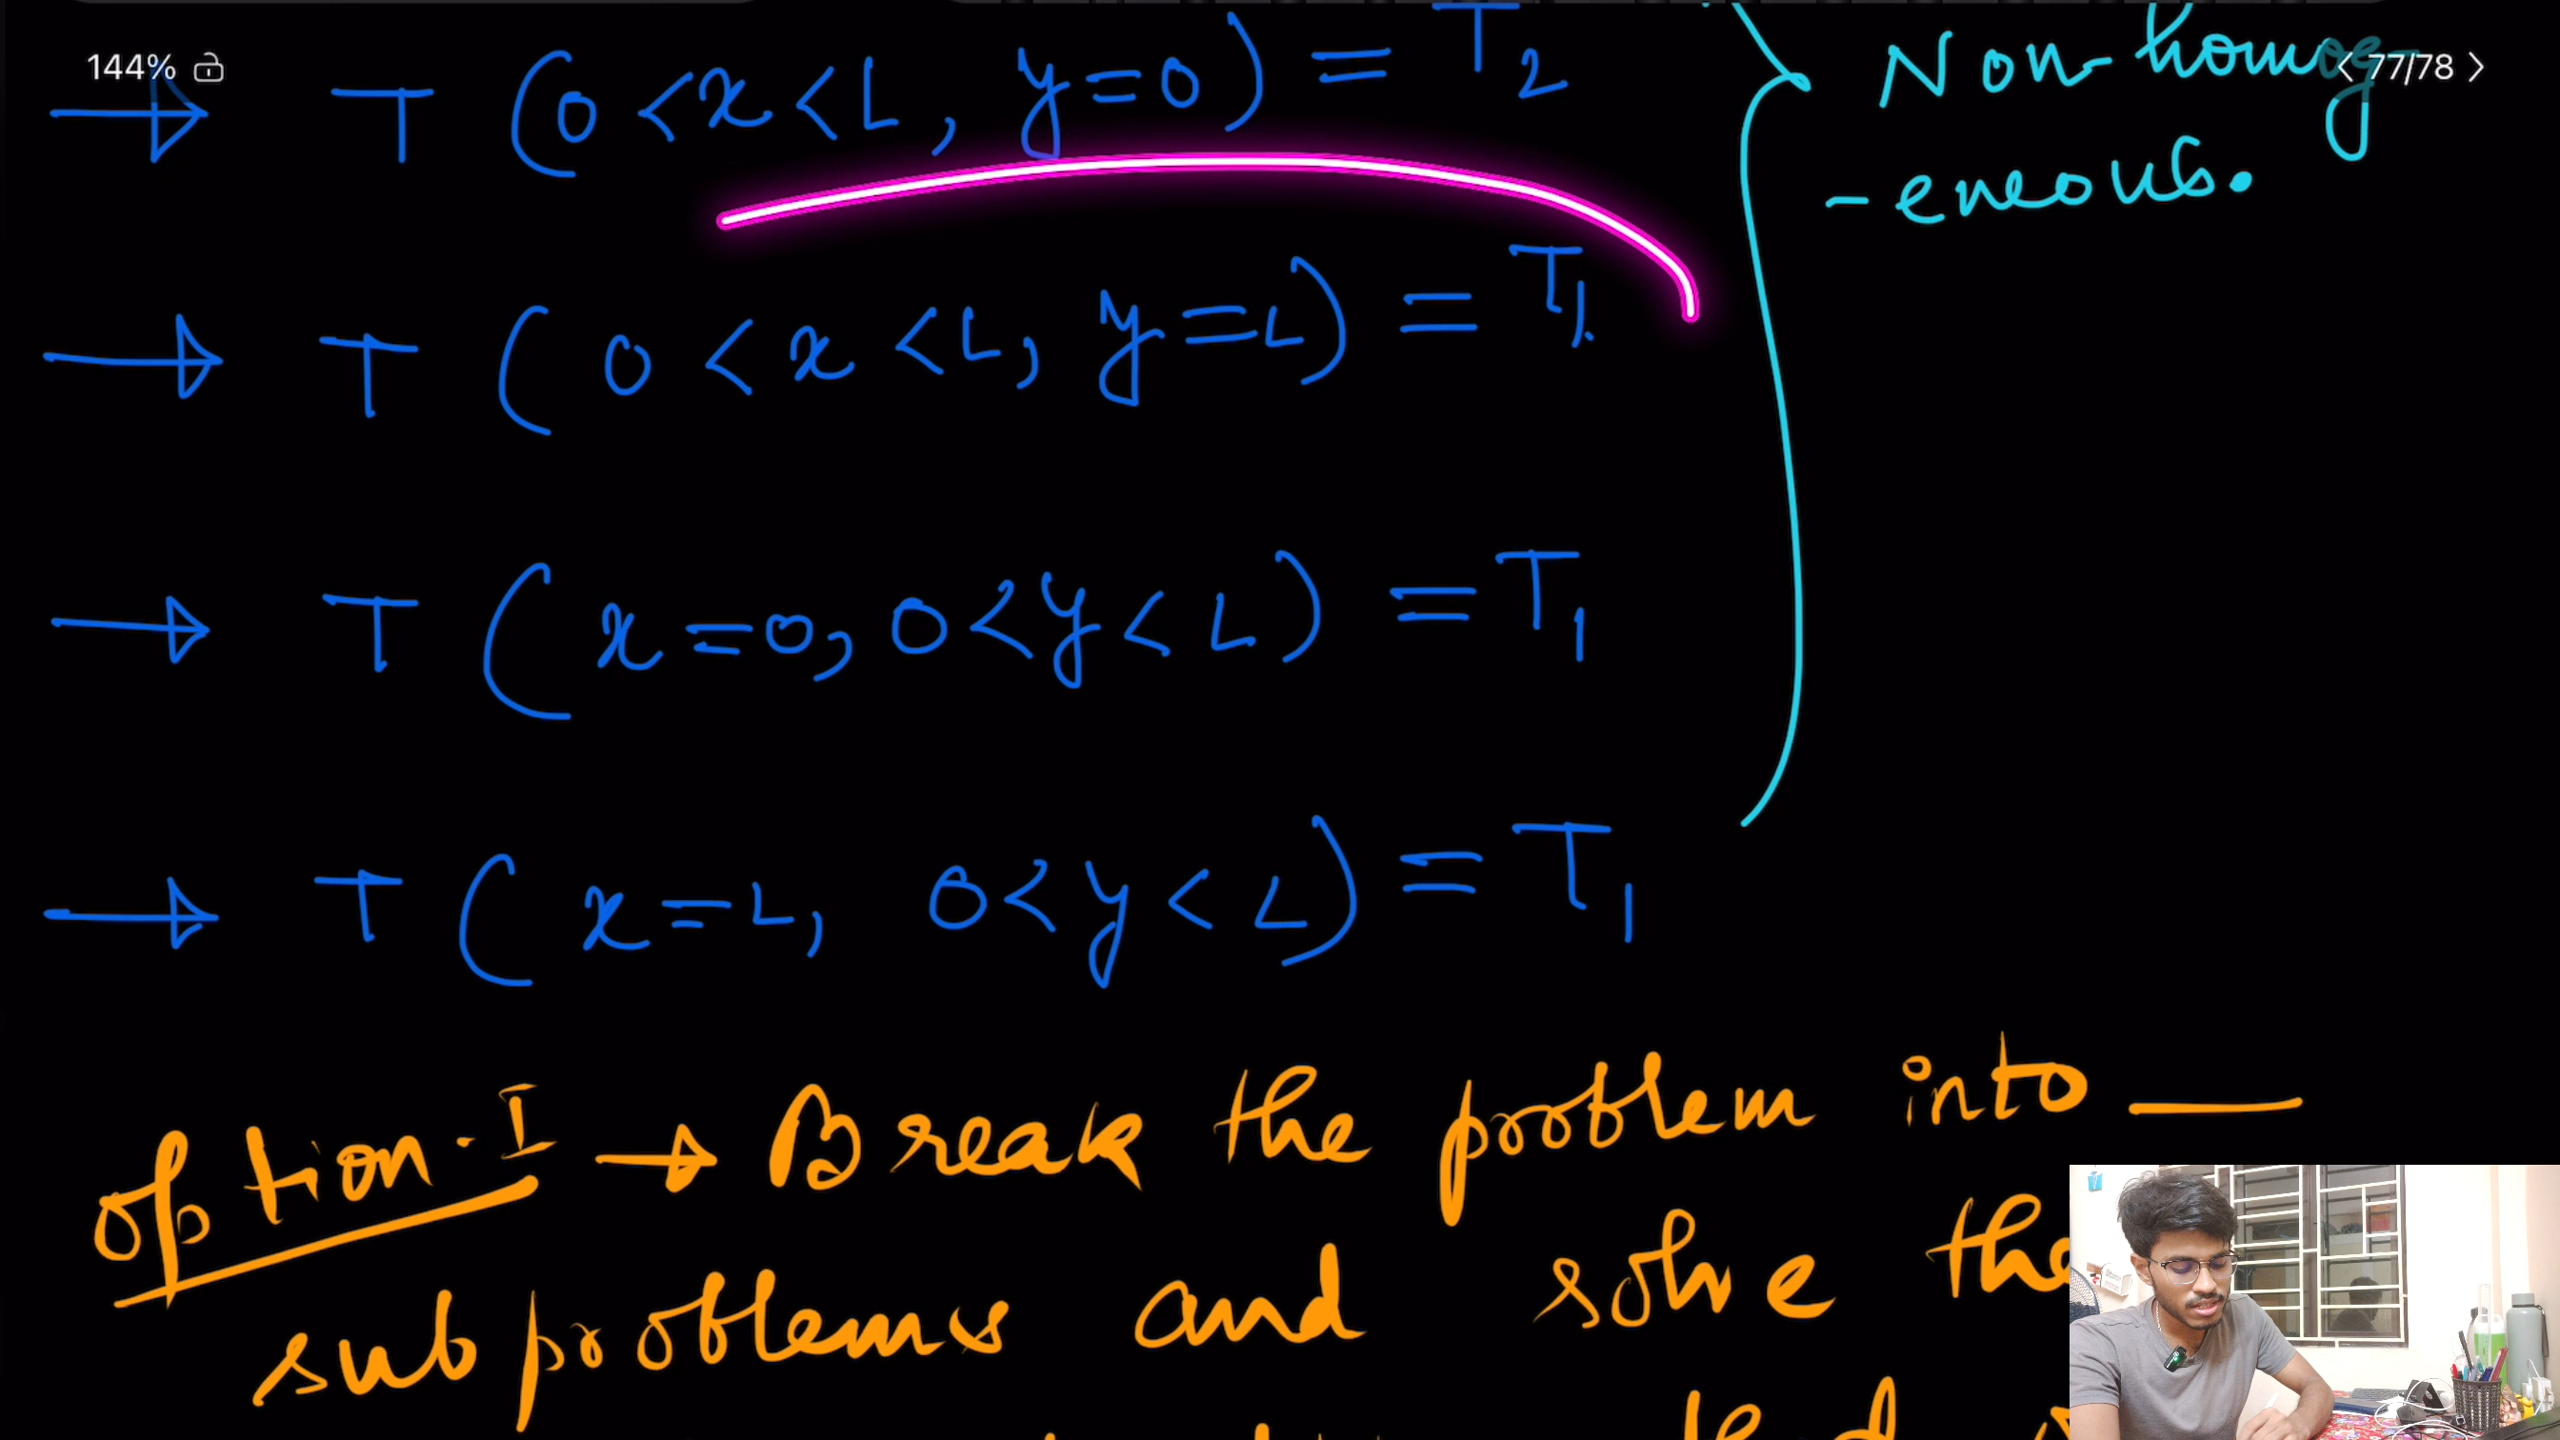 144%
77/78
→ T (0 < x < L, y = 0) = T₂
Non-homog
-eneous.
→ T (0 < x < L, y = L) = T₁
→ T (x = 0, 0 < y < L) = T₁
→ T (x = L, 0 < y < L) = T₁
Option-I → Break the problem into —
subproblems and solve the